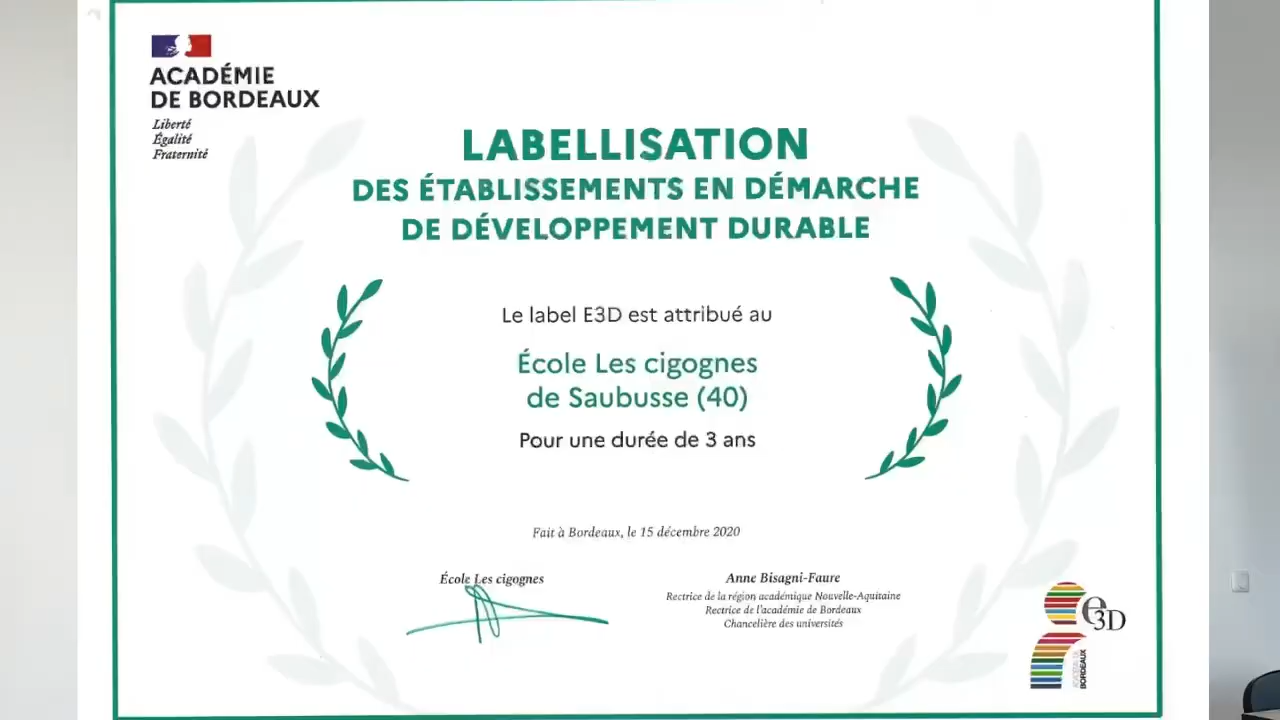 ACADÉMIE
DE BORDEAUX
Liberté
Égalité
Fraternité
LABELLISATION
DES ÉTABLISSEMENTS EN DÉMARCHE
DE DÉVELOPPEMENT DURABLE
Le label E3D est attribué au
École Les cigognes
de Saubusse (40)
Pour une durée de 3 ans
Fait à Bordeaux, le 15 décembre 2020
École Les cigognes
Anne Bisagni-Faure
Rectrice de la région académique Nouvelle-Aquitaine
Rectrice de l'académie de Bordeaux
Chancelière des universités
e3D
ACADÉMIE
BORDEAUX